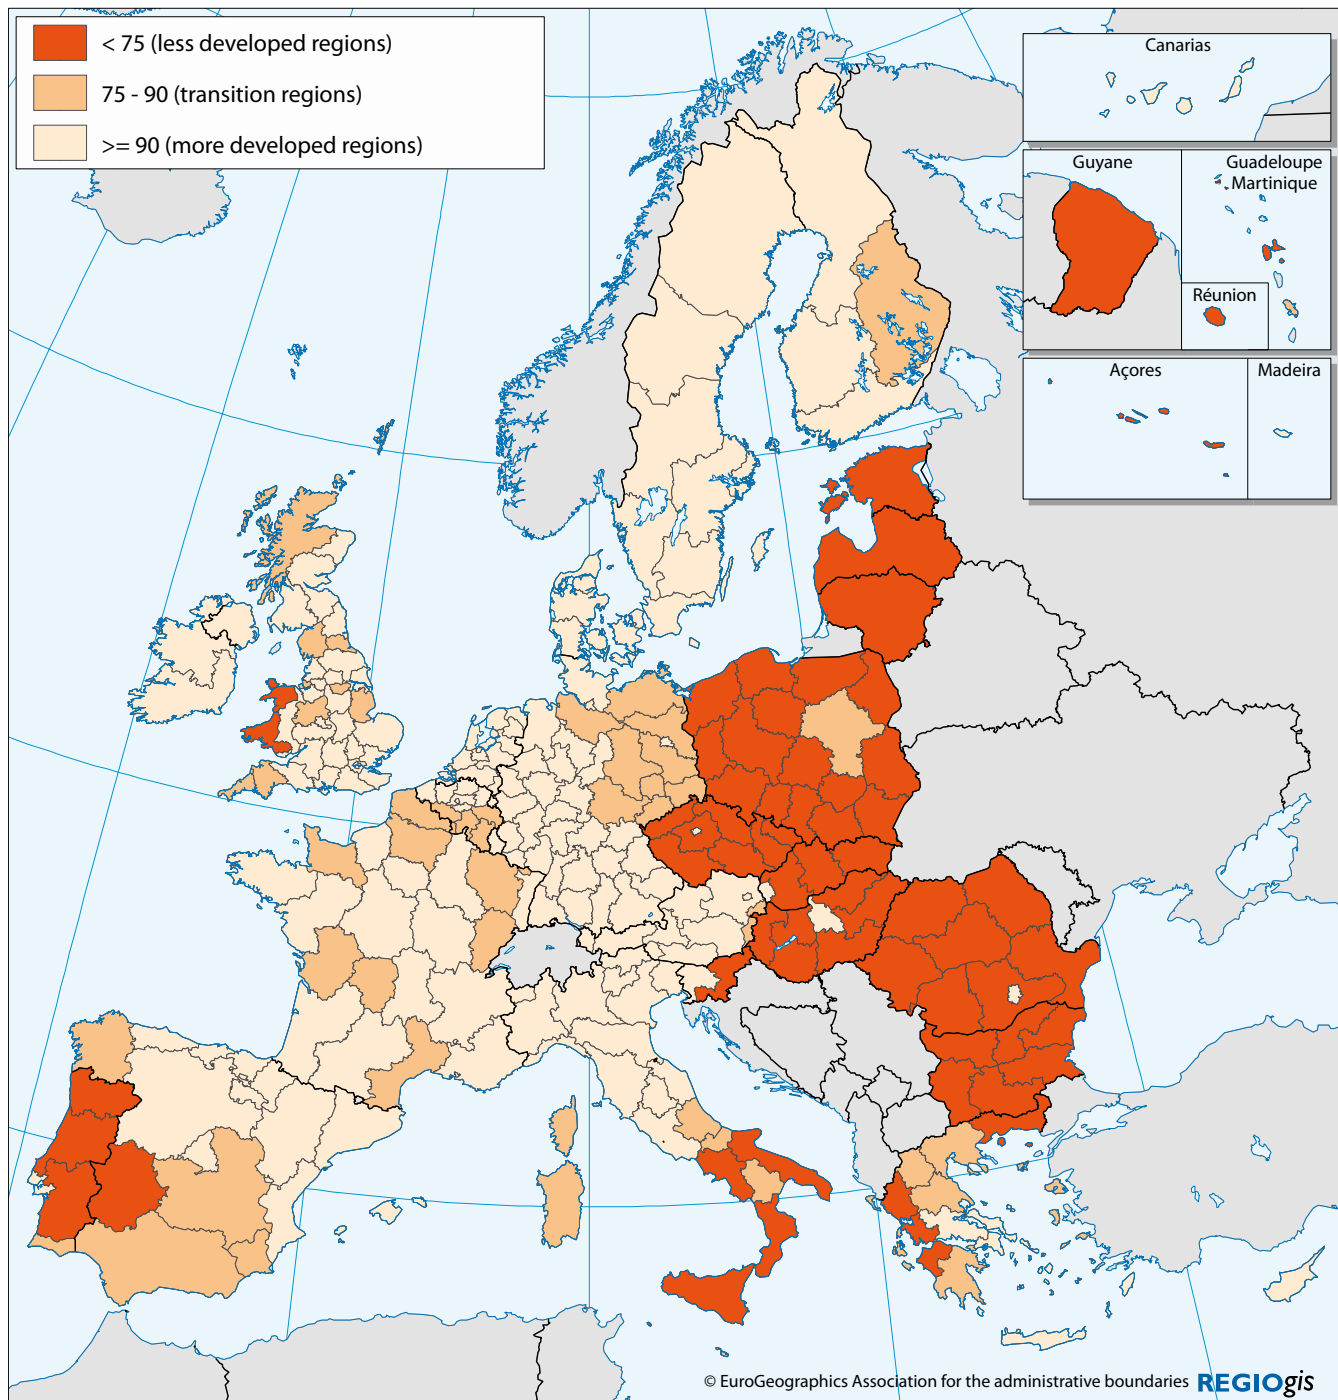 < 75 (less developed regions)
75 - 90 (transition regions)
>= 90 (more developed regions)
Canarias
Guyane
Guadeloupe
Martinique
Réunion
Açores
Madeira
© EuroGeographics Association for the administrative boundaries REGIOgis